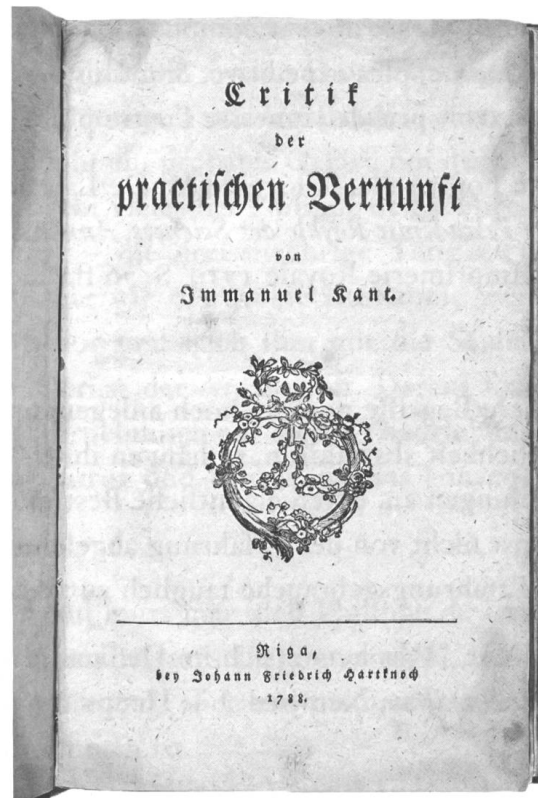 Critik
der
practischen Vernunft
von
Immanuel Kant.
Riga,
bey Johann Friedrich Hartknoch
1788.